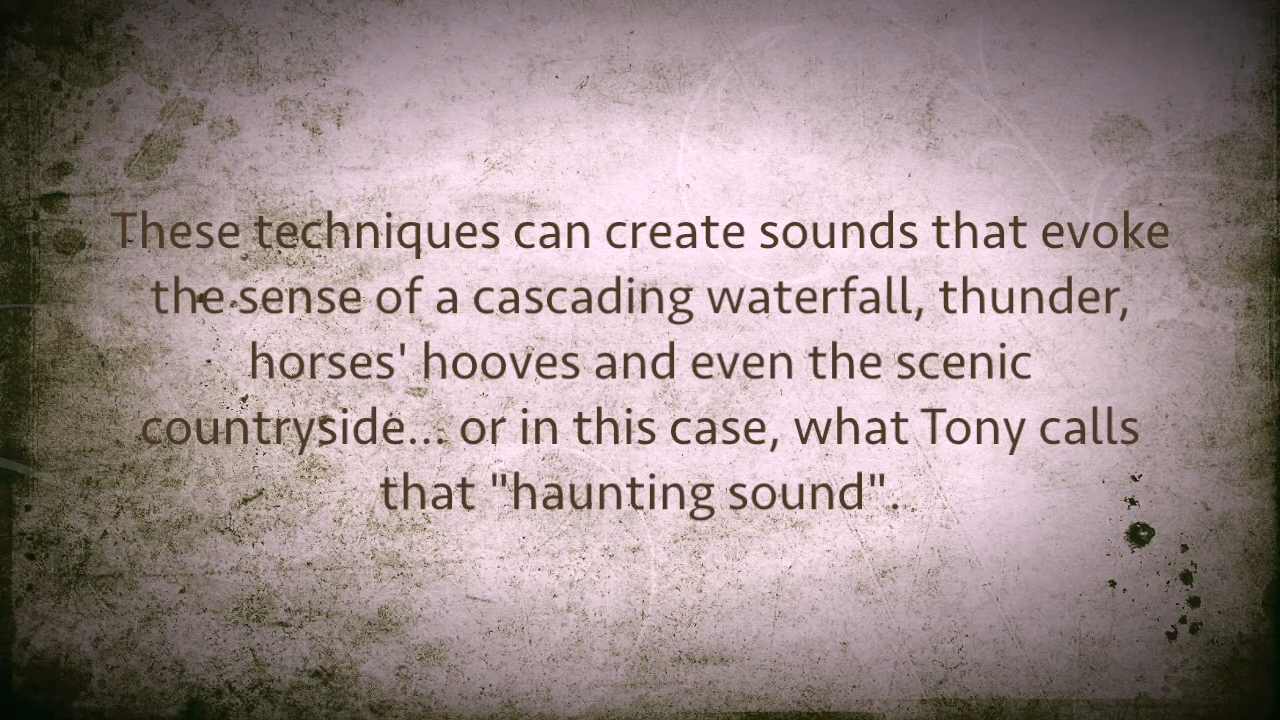 These techniques can create sounds that evoke
the sense of a cascading waterfall, thunder,
horses' hooves and even the scenic
countryside... or in this case, what Tony calls
that "haunting sound".